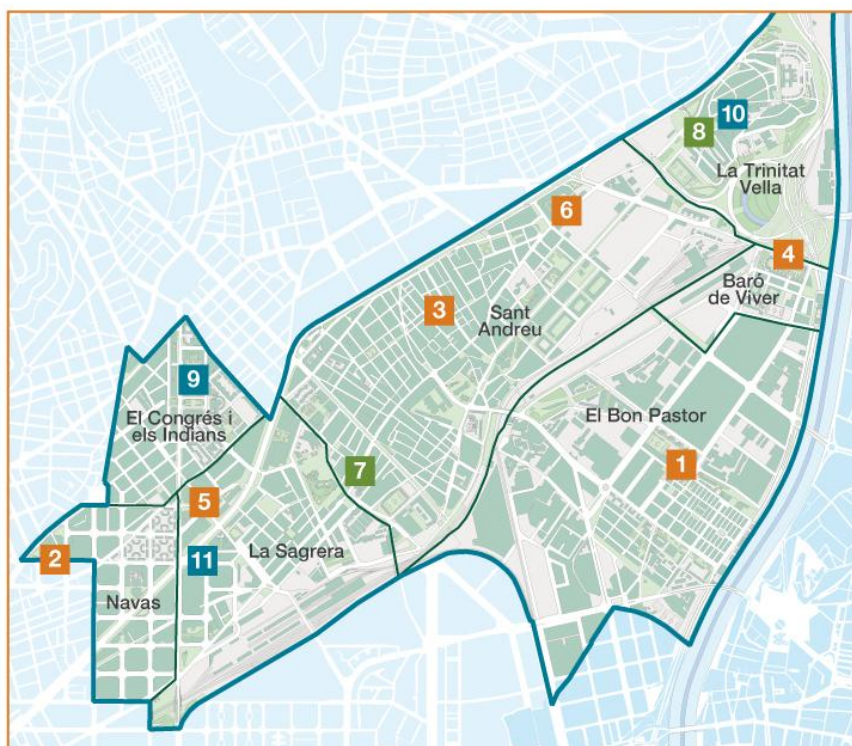 10
8
La Trinitat
Vella
6
4
Baró
de Viver
3
Sant
Andreu
9
El Congrés i
els Indians
El Bon Pastor
7
1
5
2
11
La Sagrera
Navas